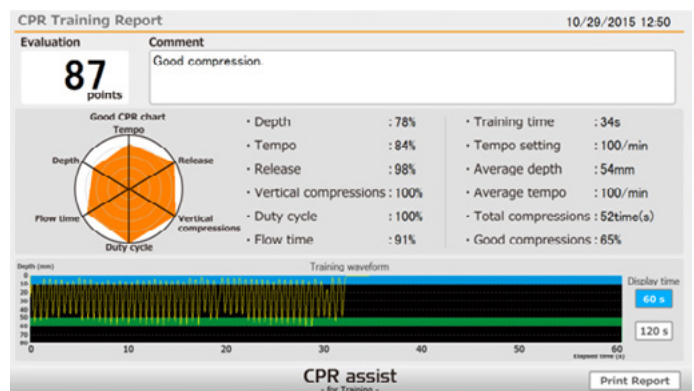 CPR Training Report
10/29/2015 12:50
Evaluation
Comment
87
points
Good compression.
Good CPR chart
Tempo
Release
Vertical
compressions
Duty cycle
Flow time
Depth
· Depth : 78%
· Tempo : 84%
· Release : 98%
· Vertical compressions : 100%
· Duty cycle : 100%
· Flow time : 91%
· Training time : 34s
· Tempo setting : 100/min
· Average depth : 54mm
· Average tempo : 100/min
· Total compressions : 52time(s)
· Good compressions : 65%
Depth (mm)
Training waveform
0
10
20
30
40
50
60
70
80
0 10 20 30 40 50 60
Elapsed time (s)
Display time
60 s
120 s
CPR assist
- for Training -
Print Report